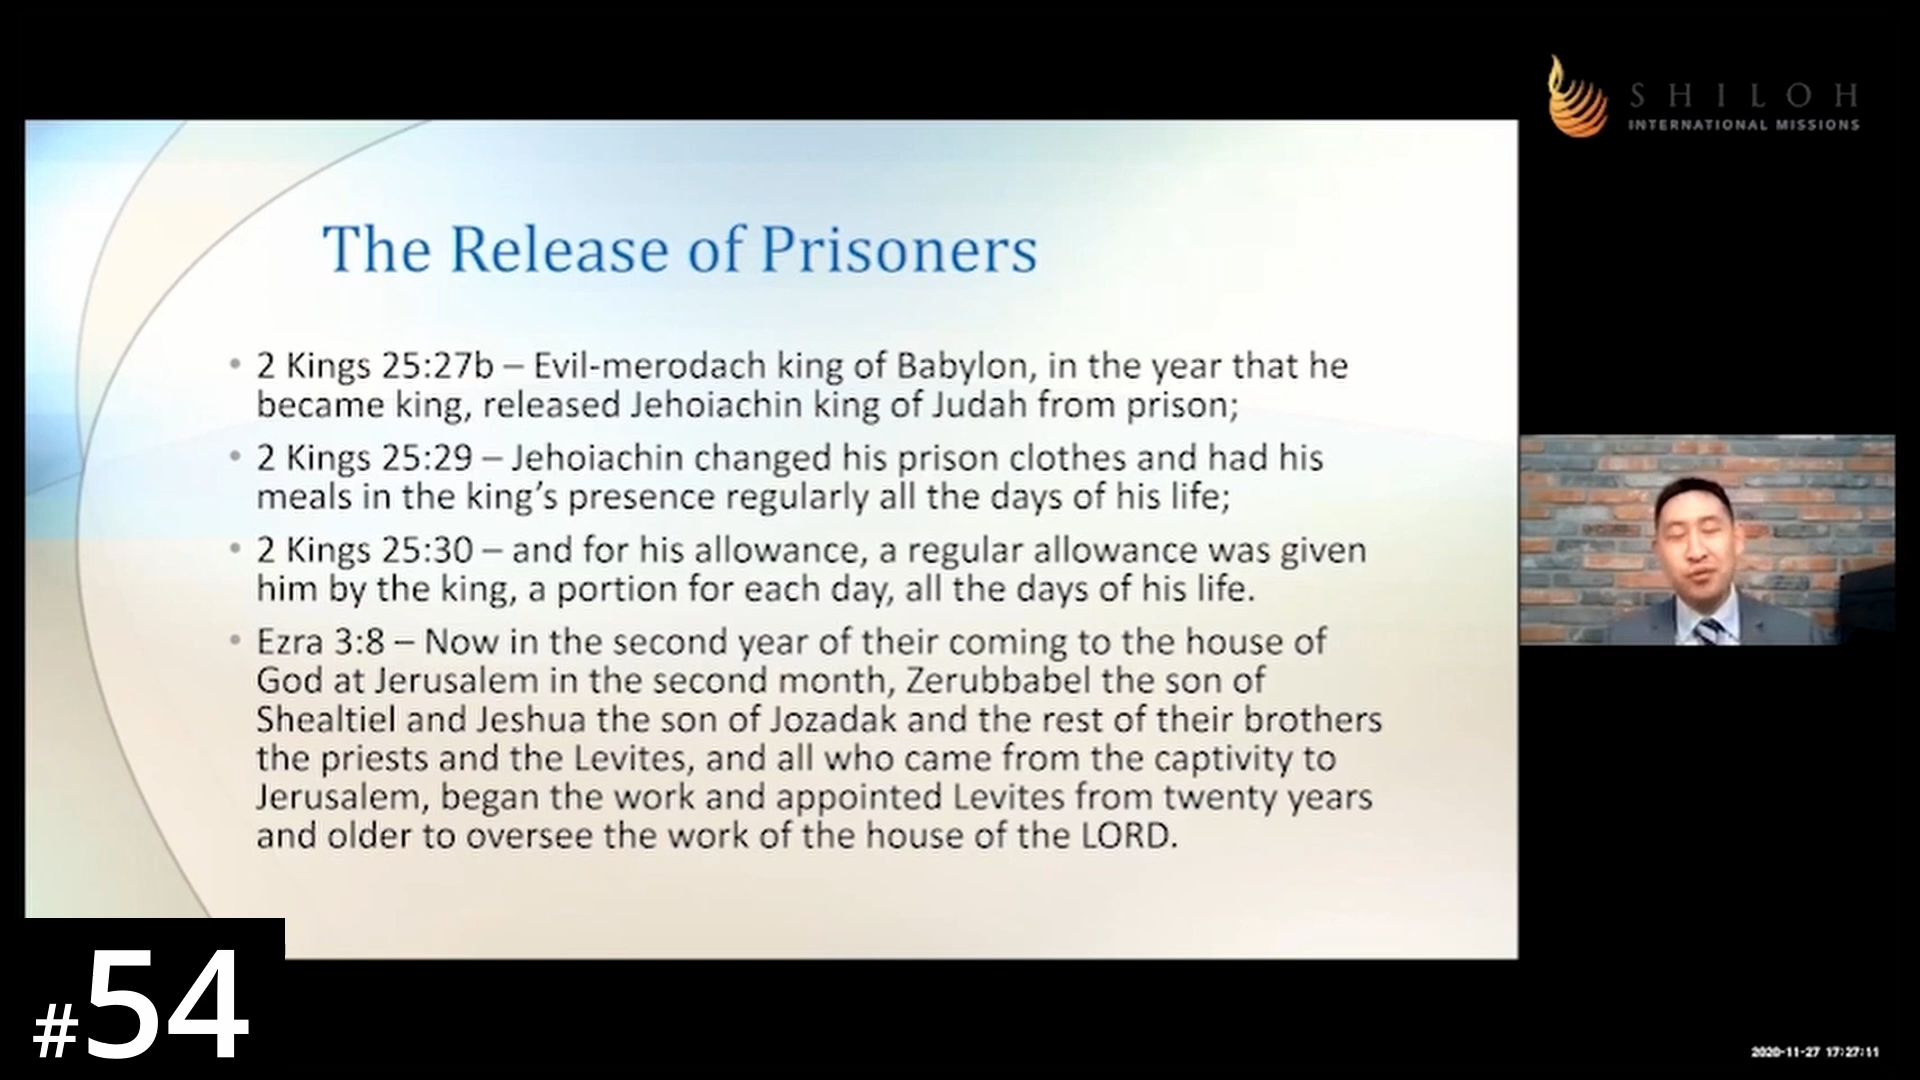 SHILOH
INTERNATIONAL MISSIONS
The Release of Prisoners
• 2 Kings 25:27b – Evil-merodach king of Babylon, in the year that he
became king, released Jehoiachin king of Judah from prison;
• 2 Kings 25:29 – Jehoiachin changed his prison clothes and had his
meals in the king’s presence regularly all the days of his life;
• 2 Kings 25:30 – and for his allowance, a regular allowance was given
him by the king, a portion for each day, all the days of his life.
• Ezra 3:8 – Now in the second year of their coming to the house of
God at Jerusalem in the second month, Zerubbabel the son of
Shealtiel and Jeshua the son of Jozadak and the rest of their brothers
the priests and the Levites, and all who came from the captivity to
Jerusalem, began the work and appointed Levites from twenty years
and older to oversee the work of the house of the LORD.
#54
2020-11-27 17:27:11